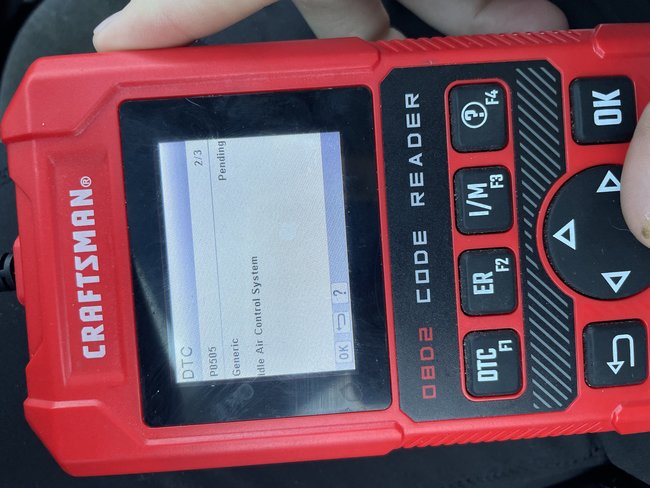 CRAFTSMAN®
DTC 2/3
P0505 Pending
Generic
Idle Air Control System
OK ?
OBD2 CODE READER
DTC F1
ER F2
I/M F3
? F4
OK